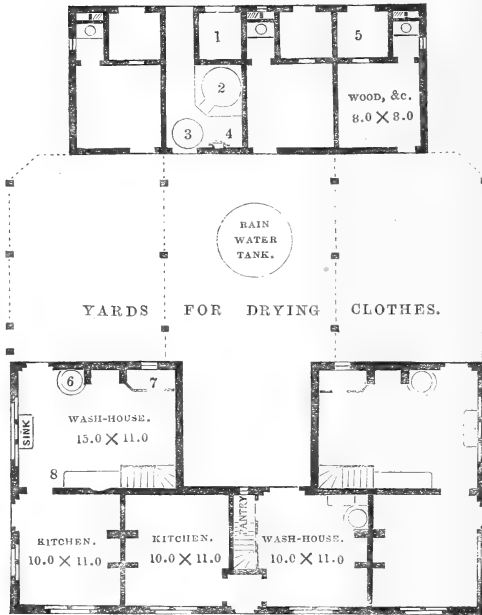 1
5
2
WOOD, &c.
8.0 X 8.0
3
4
RAIN
WATER
TANK.
YARDS FOR DRYING CLOTHES.
6
7
WASH-HOUSE.
15.0 X 11.0
SINK
8
PANTRY
KITCHEN.
10.0 X 11.0
KITCHEN.
10.0 X 11.0
WASH-HOUSE.
10.0 X 11.0